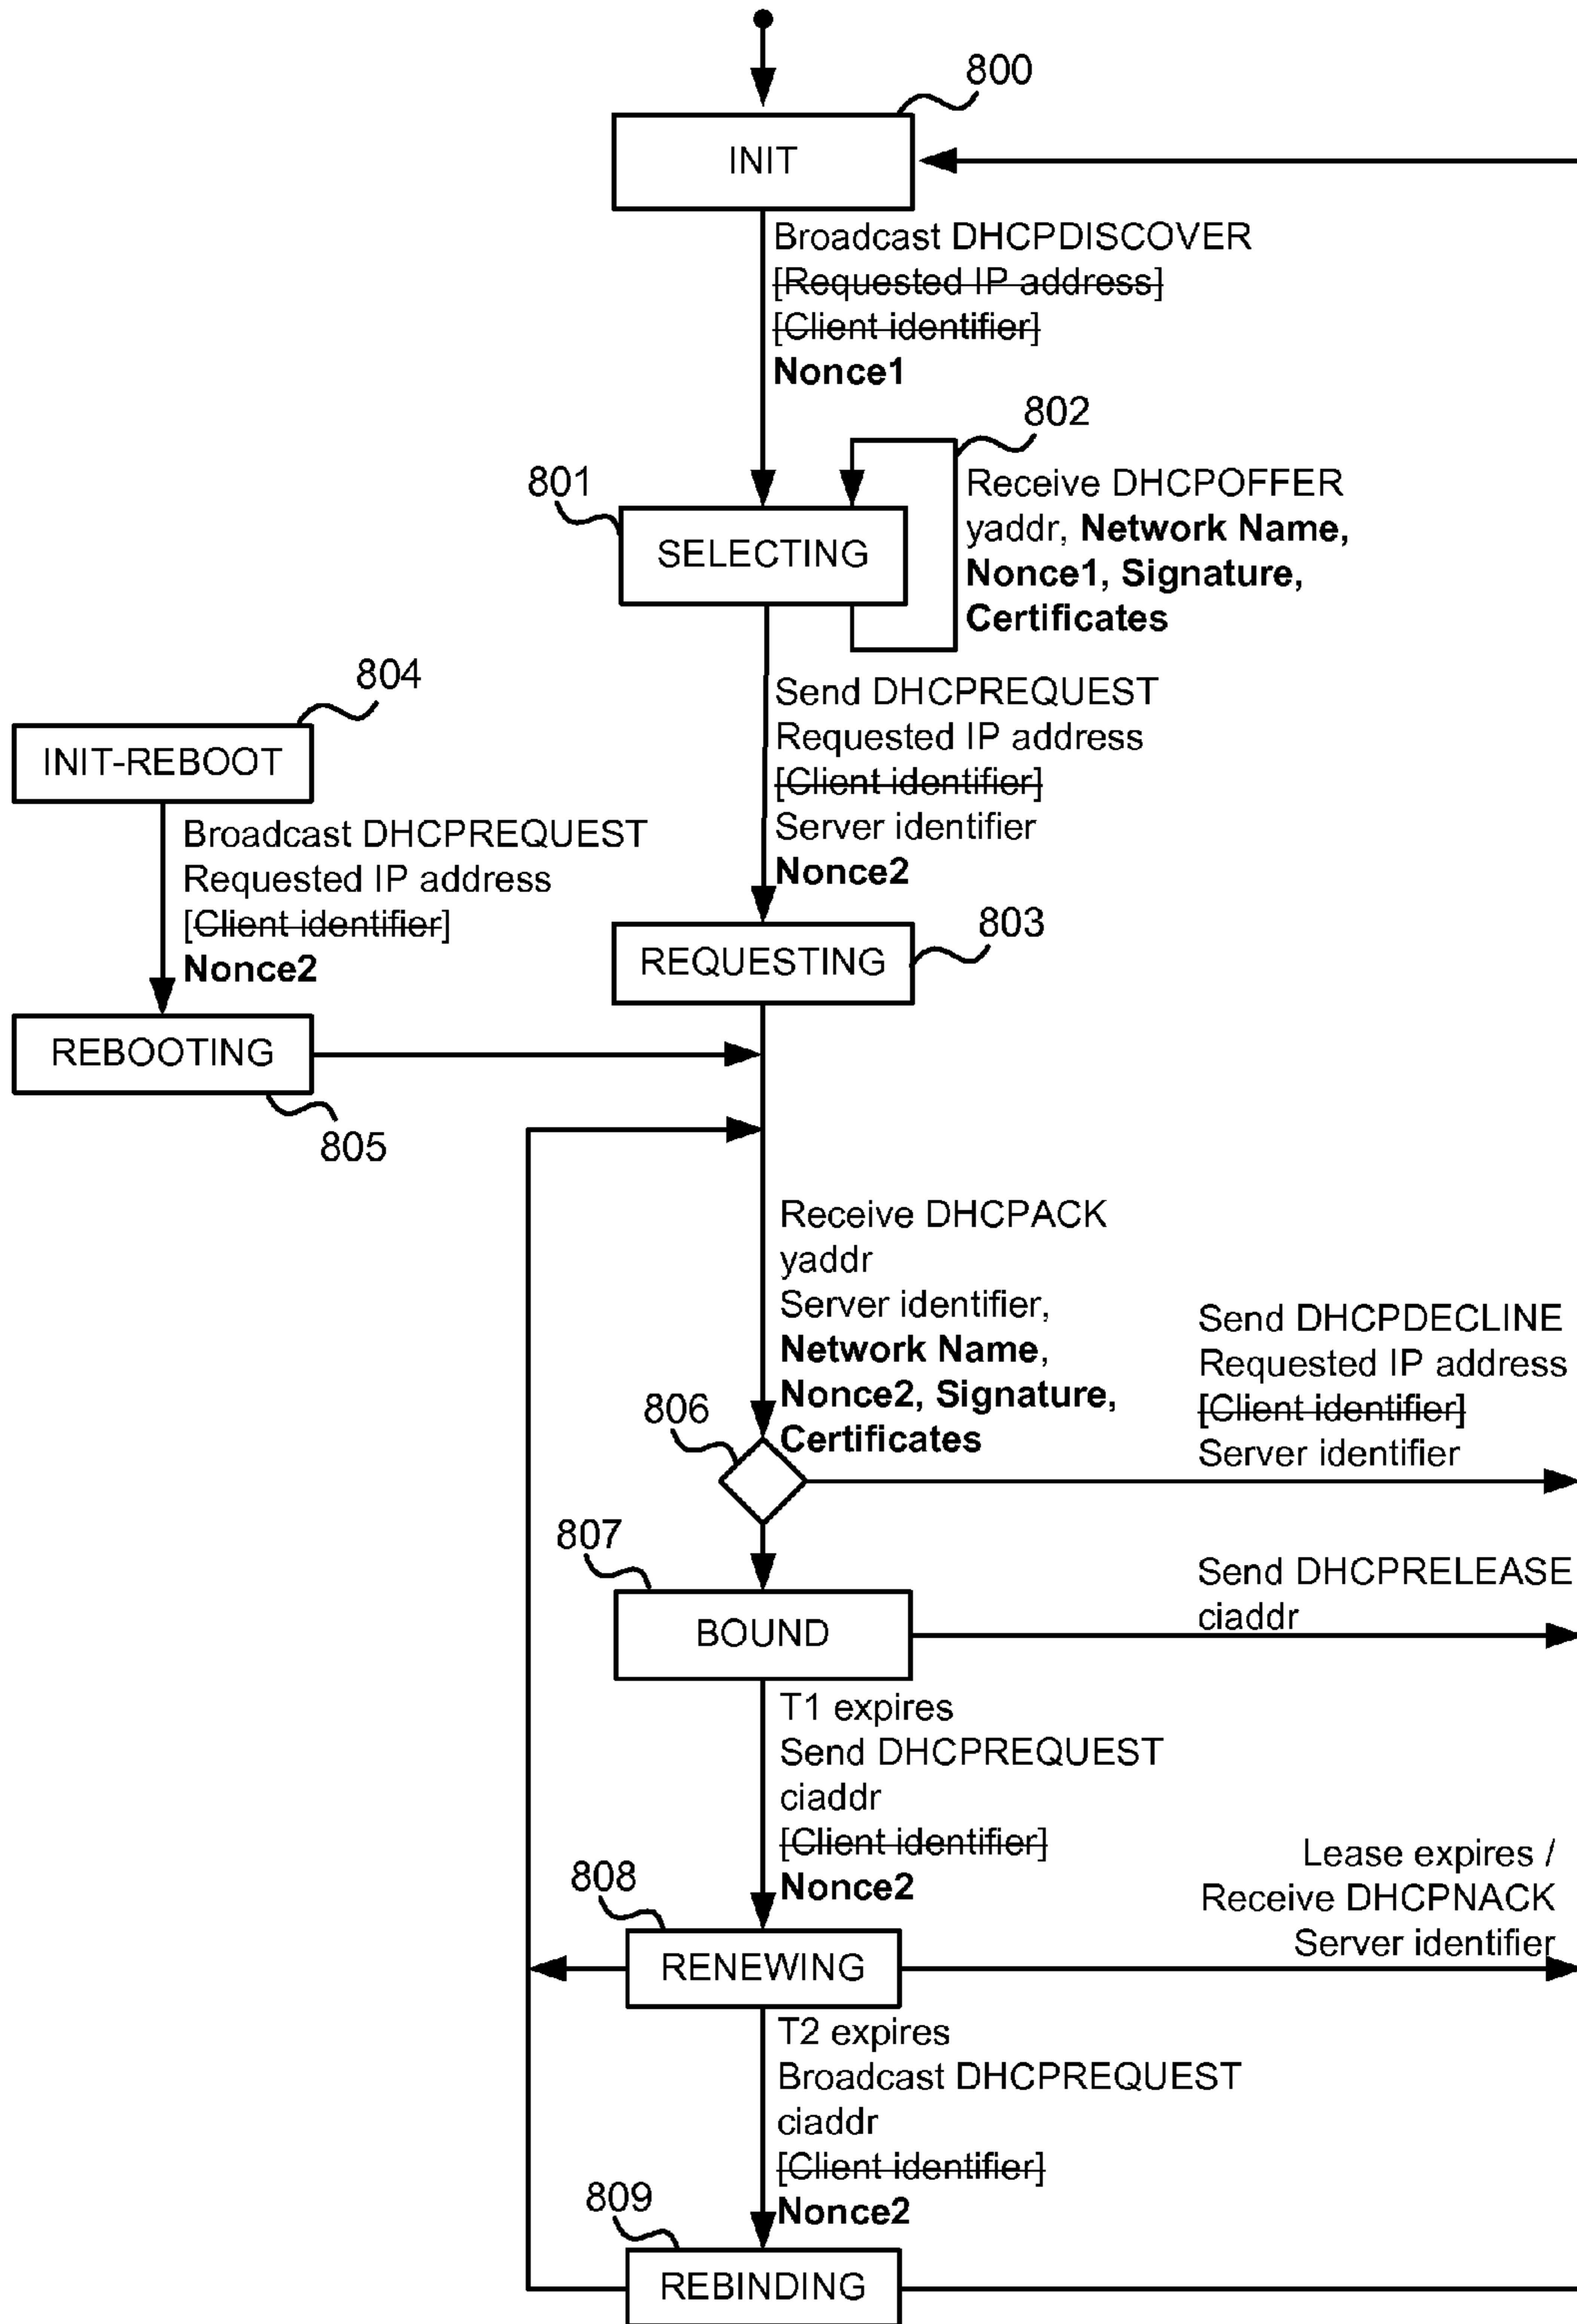 800
INIT
Broadcast DHCPDISCOVER
[Requested IP address]
[Client identifier]
Nonce1
802
801
Receive DHCPOFFER
yaddr, Network Name,
Nonce1, Signature,
Certificates
SELECTING
804
Send DHCPREQUEST
Requested IP address
[Client identifier]
Server identifier
Nonce2
INIT-REBOOT
Broadcast DHCPREQUEST
Requested IP address
[Client identifier]
Nonce2
803
REQUESTING
REBOOTING
805
Receive DHCPACK
yaddr
Server identifier,
Network Name,
Nonce2, Signature,
Certificates
Send DHCPDECLINE
Requested IP address
[Client identifier]
Server identifier
806
807
BOUND
Send DHCPRELEASE
ciaddr
T1 expires
Send DHCPREQUEST
ciaddr
[Client identifier]
Nonce2
Lease expires /
Receive DHCPNACK
Server identifier
808
RENEWING
T2 expires
Broadcast DHCPREQUEST
ciaddr
[Client identifier]
Nonce2
809
REBINDING